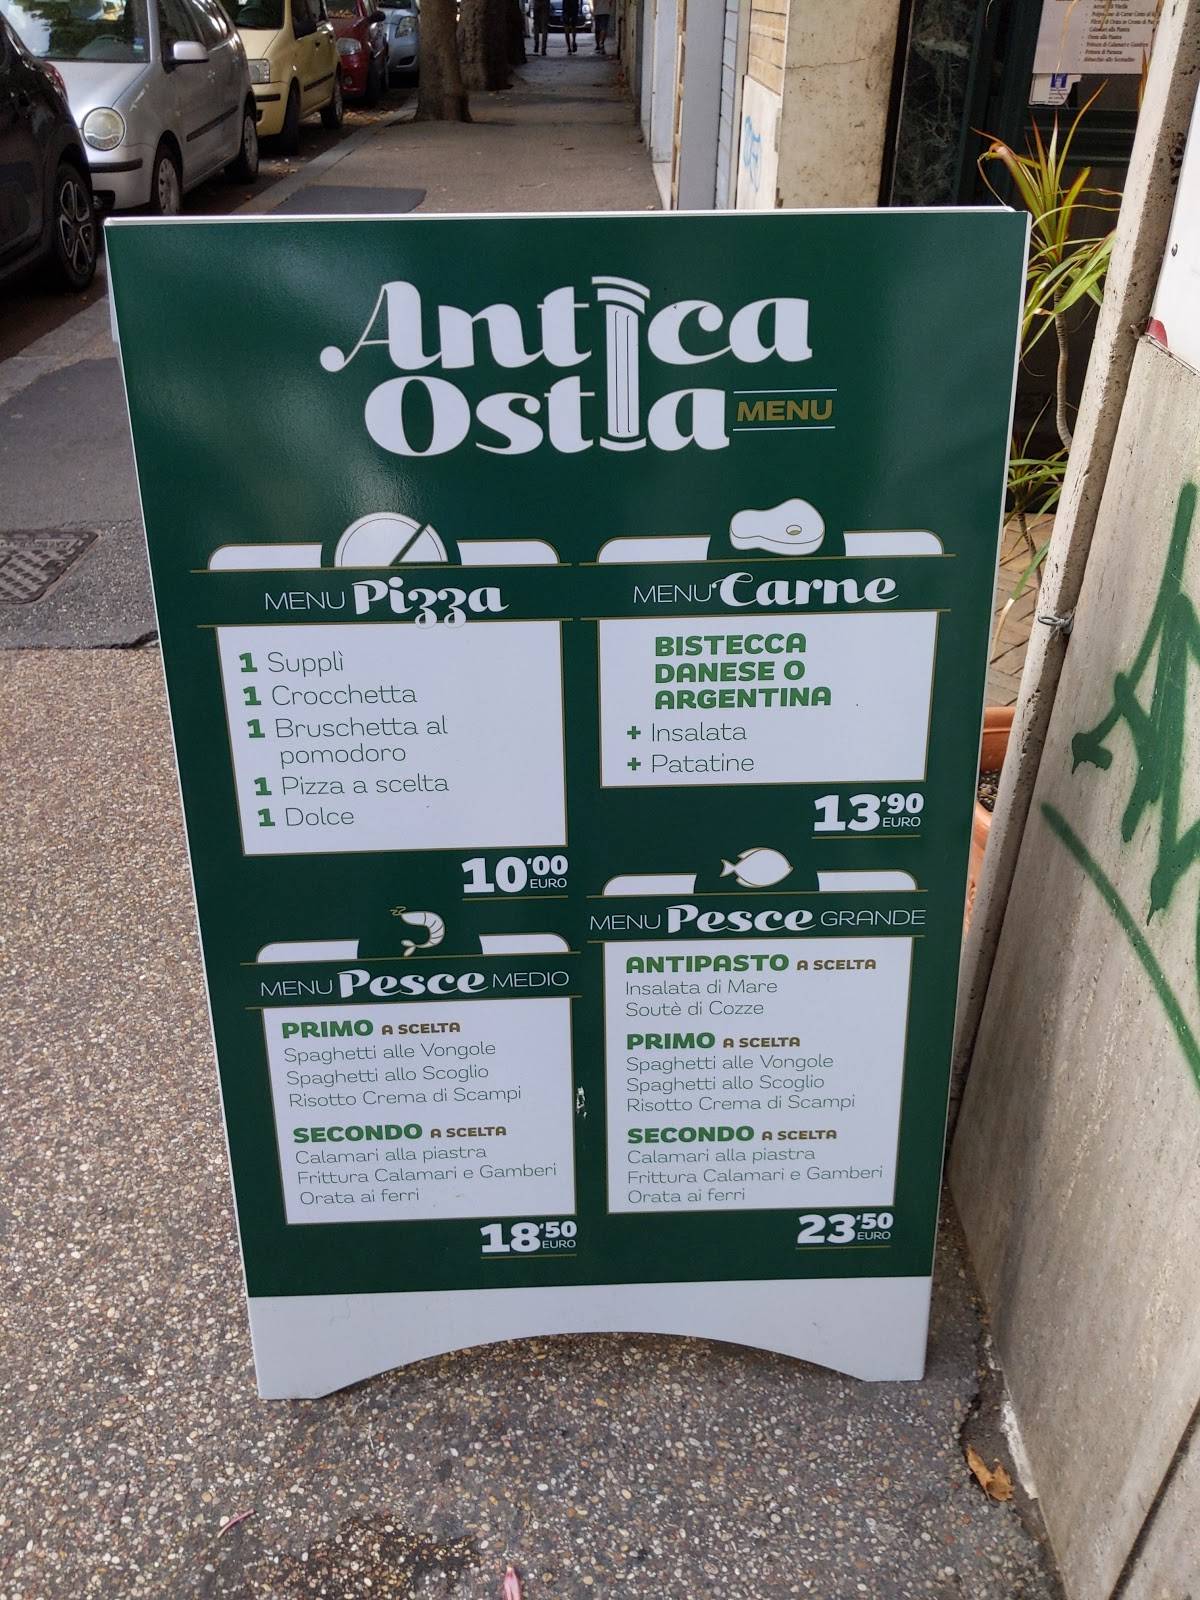 Antica
Ostia MENU
MENU Pizza
1 Supplì
1 Crocchetta
1 Bruschetta al
pomodoro
1 Pizza a scelta
1 Dolce
10'00
EURO
MENU Carne
BISTECCA
DANESE O
ARGENTINA
+ Insalata
+ Patatine
13'90
EURO
MENU Pesce MEDIO
PRIMO A SCELTA
Spaghetti alle Vongole
Spaghetti allo Scoglio
Risotto Crema di Scampi
SECONDO A SCELTA
Calamari alla piastra
Frittura Calamari e Gamberi
Orata ai ferri
18'50
EURO
MENU Pesce GRANDE
ANTIPASTO A SCELTA
Insalata di Mare
Soutè di Cozze
PRIMO A SCELTA
Spaghetti alle Vongole
Spaghetti allo Scoglio
Risotto Crema di Scampi
SECONDO A SCELTA
Calamari alla piastra
Frittura Calamari e Gamberi
Orata ai ferri
23'50
EURO